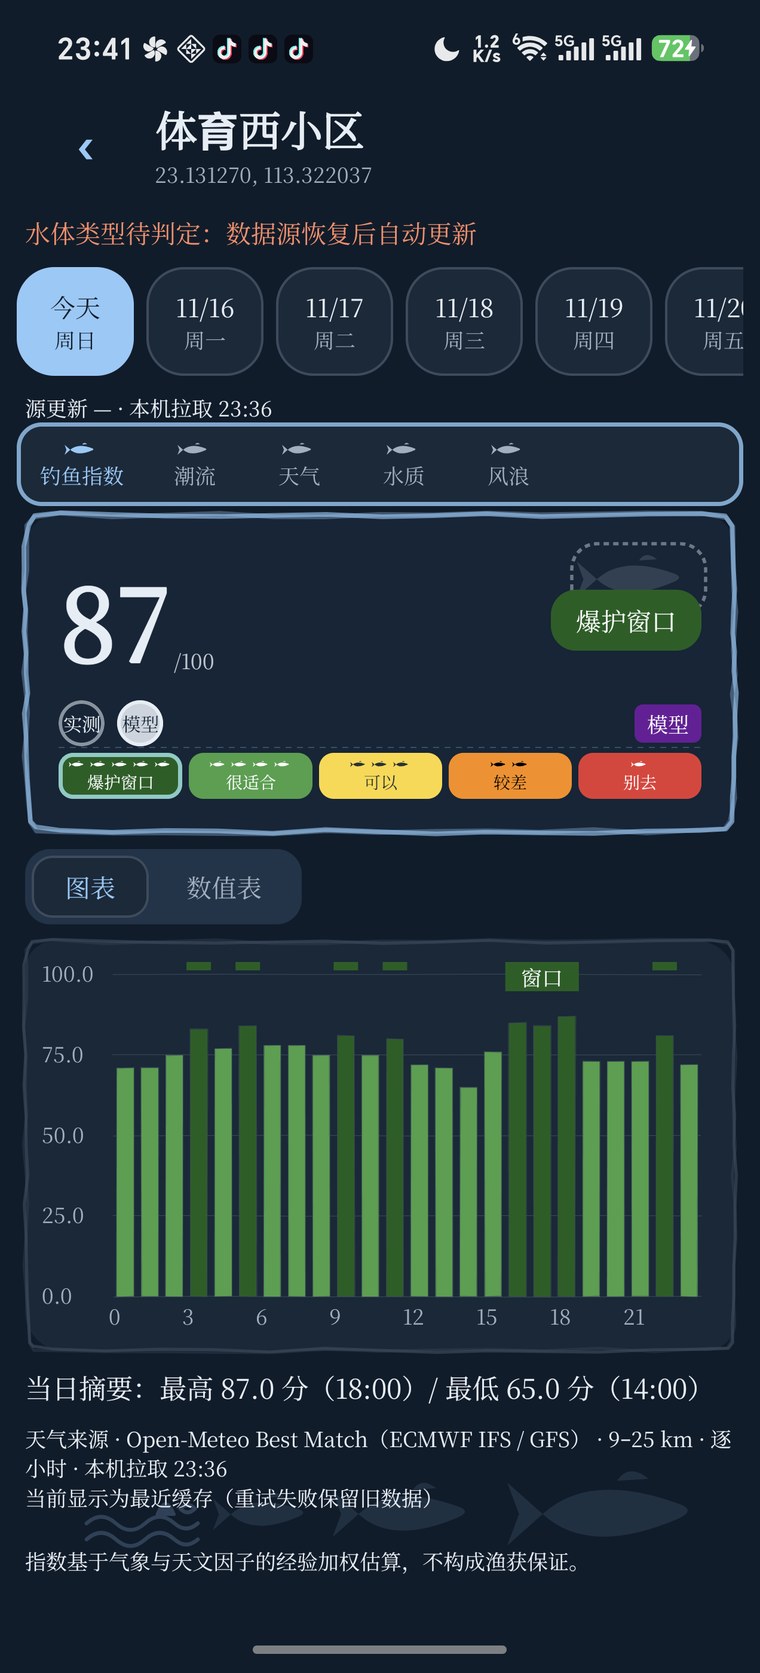 23:41
1.2 K/s 6 5G 5G 72
体育西小区
23.131270, 113.322037
水体类型待判定：数据源恢复后自动更新
今天 11/16 11/17 11/18 11/19 11/20
周日 周一 周二 周三 周四 周五
源更新 — · 本机拉取 23:36
钓鱼指数 潮流 天气 水质 风浪
87 /100
爆护窗口
实测 模型 模型
爆护窗口 很适合 可以 较差 别去
图表 数值表
窗口
100.0
75.0
50.0
25.0
0.0
0 3 6 9 12 15 18 21
当日摘要：最高 87.0 分（18:00）/ 最低 65.0 分（14:00）
天气来源 · Open-Meteo Best Match（ECMWF IFS / GFS） · 9–25 km · 逐
小时 · 本机拉取 23:36
当前显示为最近缓存（重试失败保留旧数据）
指数基于气象与天文因子的经验加权估算，不构成渔获保证。